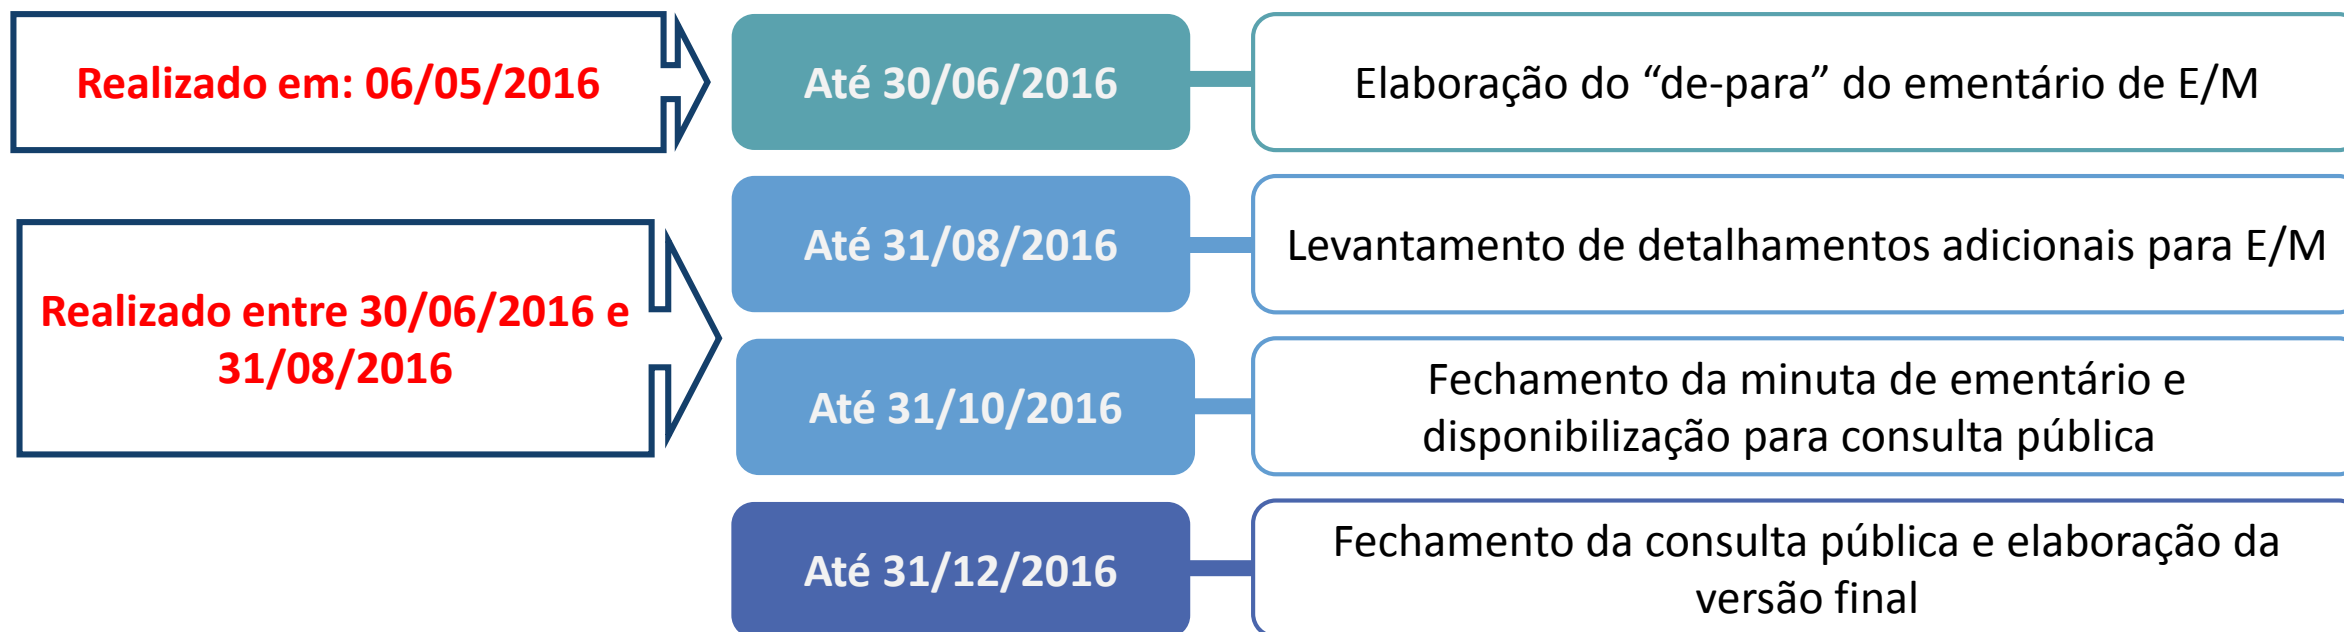 Realizado em: 06/05/2016
Até 30/06/2016
Elaboração do “de-para” do ementário de E/M
Até 31/08/2016
Levantamento de detalhamentos adicionais para E/M
Realizado entre 30/06/2016 e
31/08/2016
Até 31/10/2016
Fechamento da minuta de ementário e
disponibilização para consulta pública
Até 31/12/2016
Fechamento da consulta pública e elaboração da
versão final